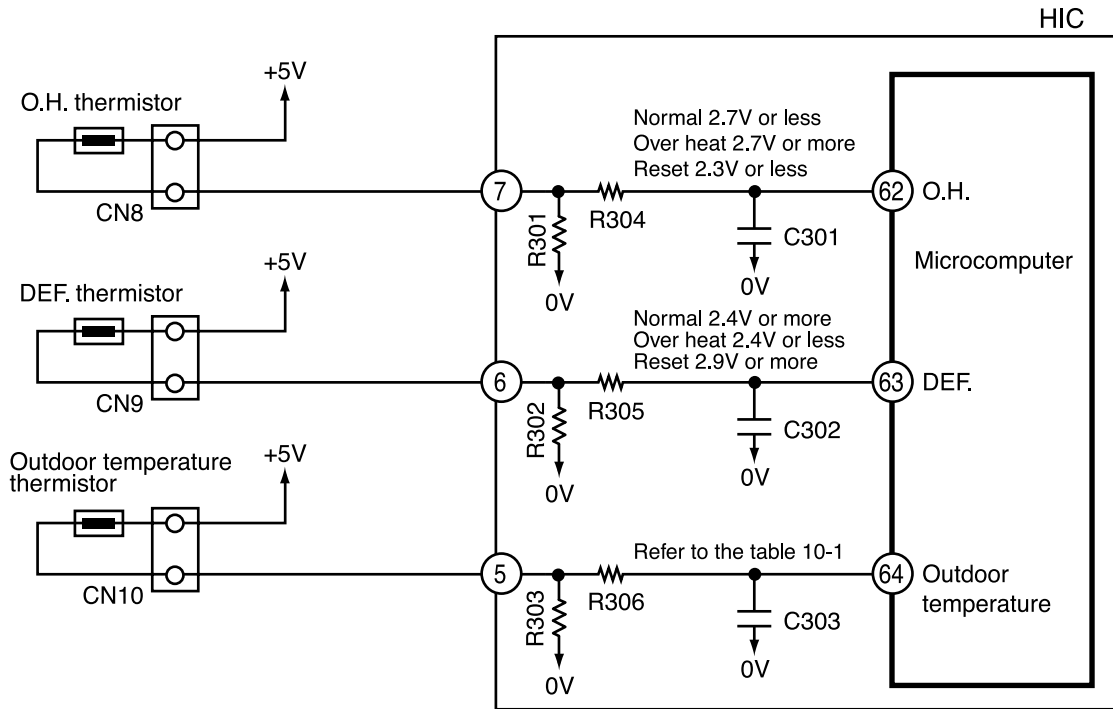 HIC
+5V
O.H. thermistor
CN8
7
R301
0V
R304
Normal 2.7V or less
Over heat 2.7V or more
Reset 2.3V or less
C301
0V
62
O.H.
Microcomputer
+5V
DEF. thermistor
CN9
6
R302
0V
R305
Normal 2.4V or more
Over heat 2.4V or less
Reset 2.9V or more
C302
0V
63
DEF.
+5V
Outdoor temperature
thermistor
CN10
5
R303
0V
R306
Refer to the table 10-1
C303
0V
64
Outdoor
temperature